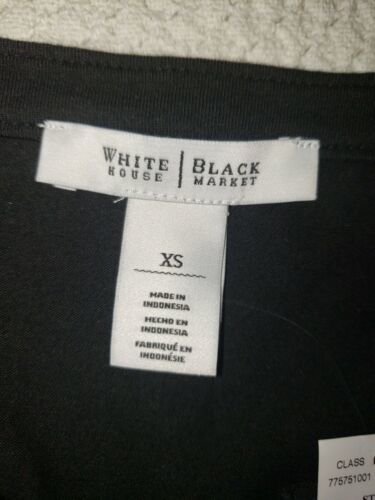 WHITE | BLACK
HOUSE | MARKET
XS
MADE IN
INDONESIA
HECHO EN
INDONESIA
FABRIQUÉ EN
INDONÉSIE
CLASS
775751001